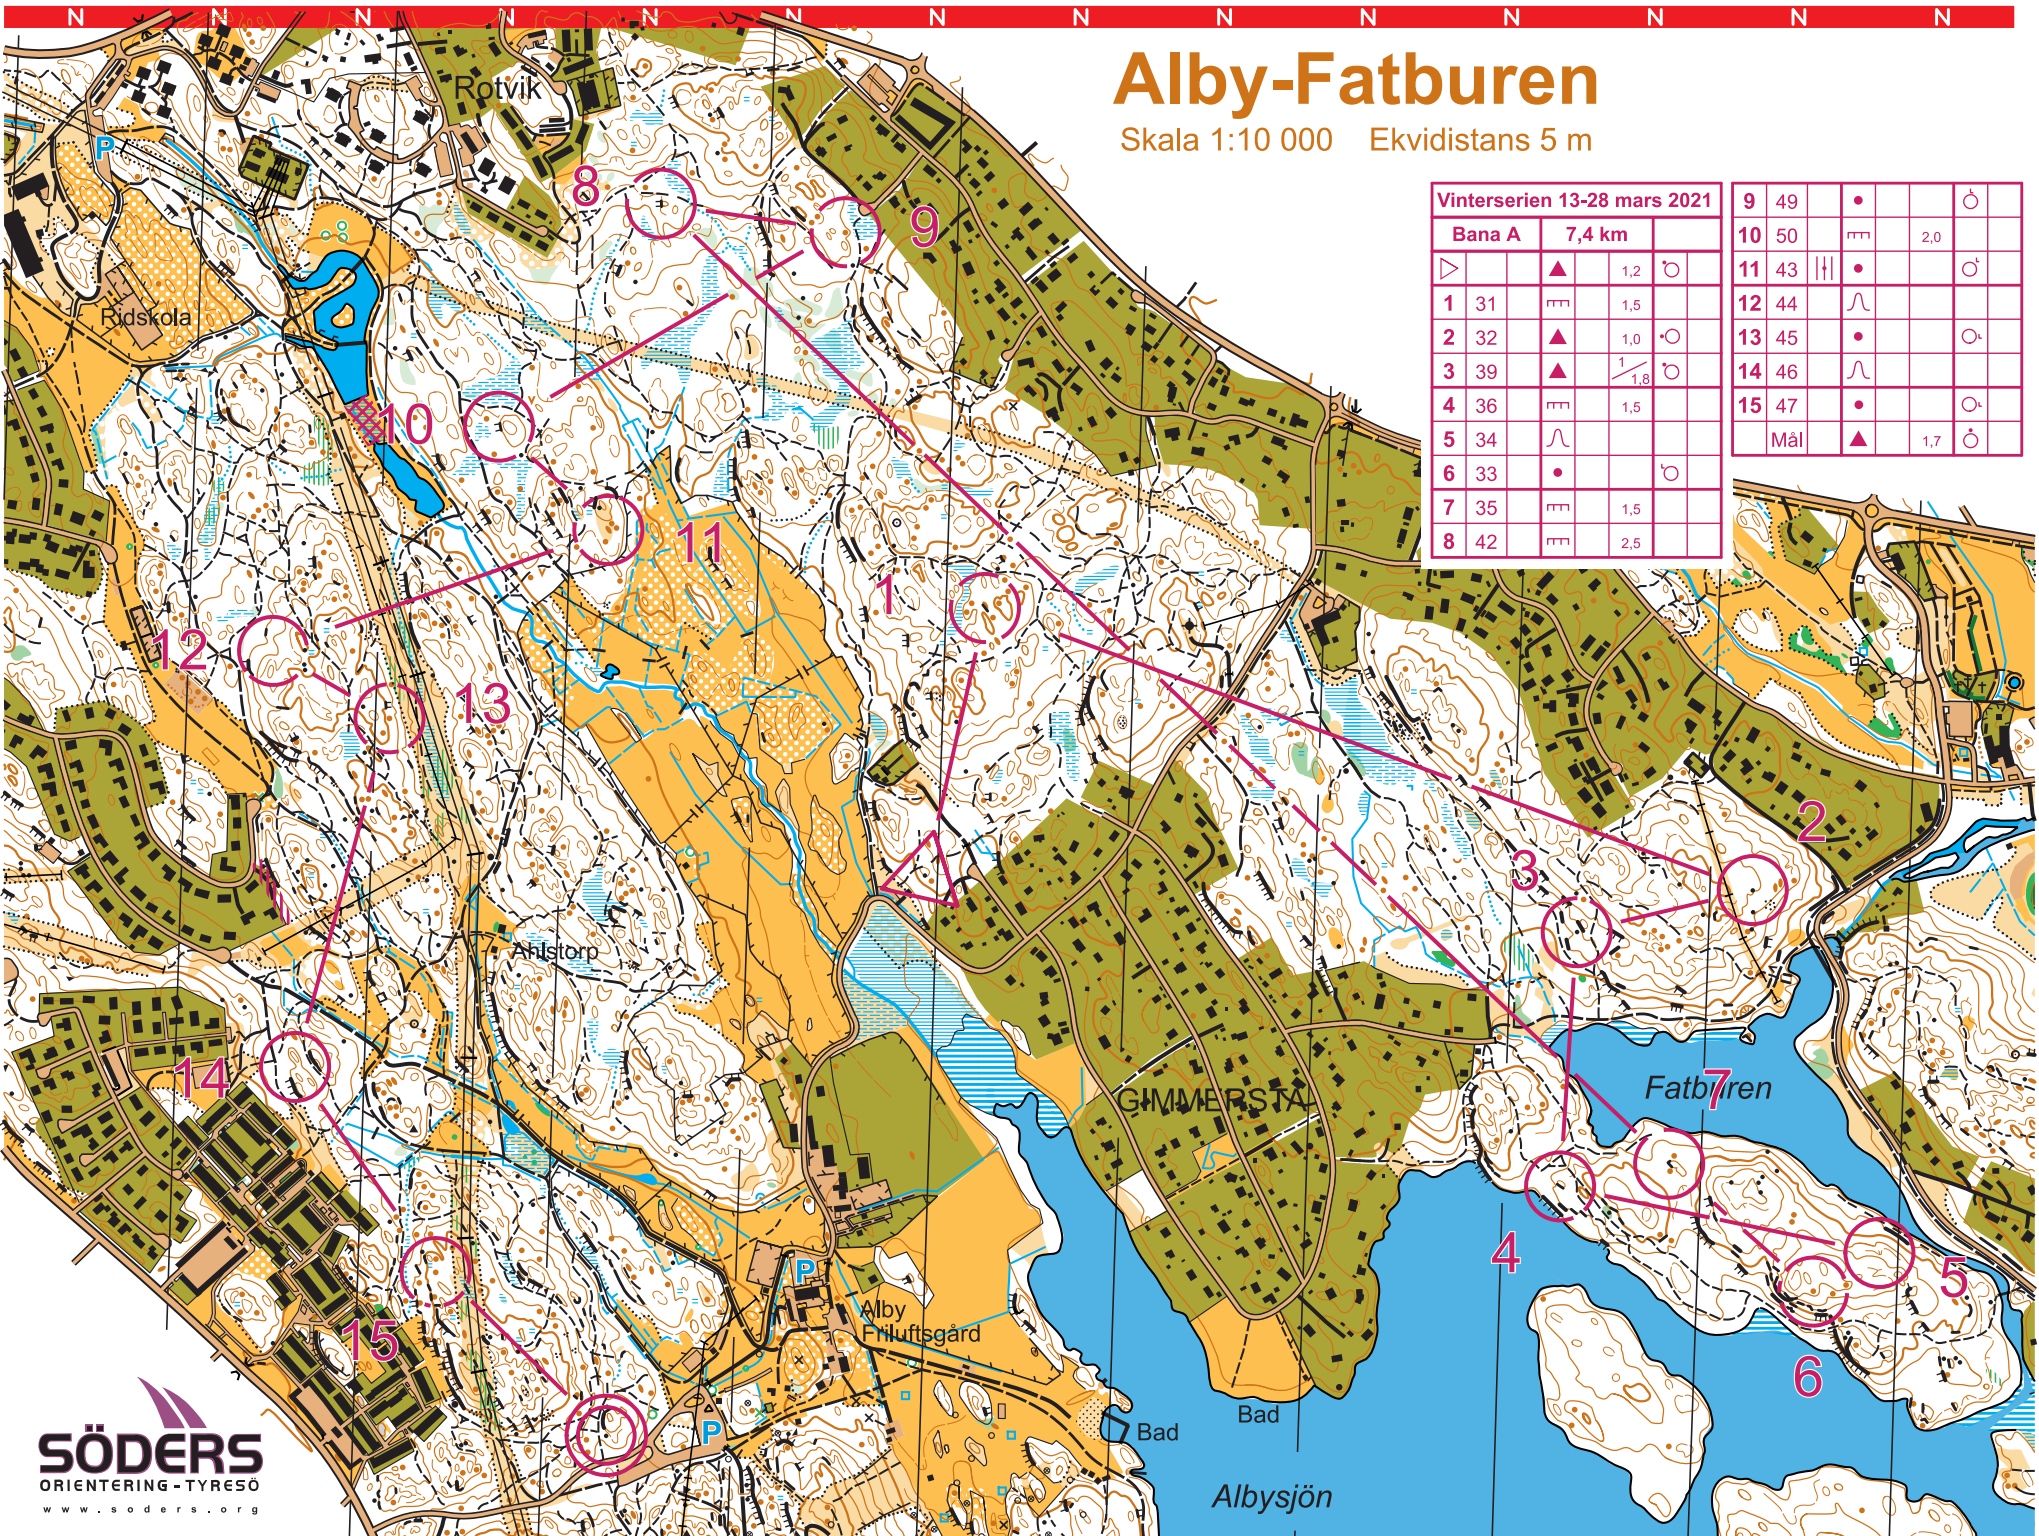 N N N N N N N N N N N N N N
Alby-Fatburen
Skala 1:10 000 Ekvidistans 5 m
Vinterserien 13-28 mars 2021
Bana A 7,4 km
1,2
1 31 1,5
2 32 1,0
3 39 1/1,8
4 36 1,5
5 34
6 33
7 35 1,5
8 42 2,5
9 49
10 50 2,0
11 43
12 44
13 45
14 46
15 47
Mål 1,7
Rotvik
P
8
9
Ridskola
10
11
1
12
13
2
3
Ahlstorp
14
GIMMERSTA
Fatburen
7
4
5
P
Alby
Friluftsgård
15
6
P
Bad
Bad
Albysjön
SÖDERS
ORIENTERING-TYRESÖ
www.soders.org